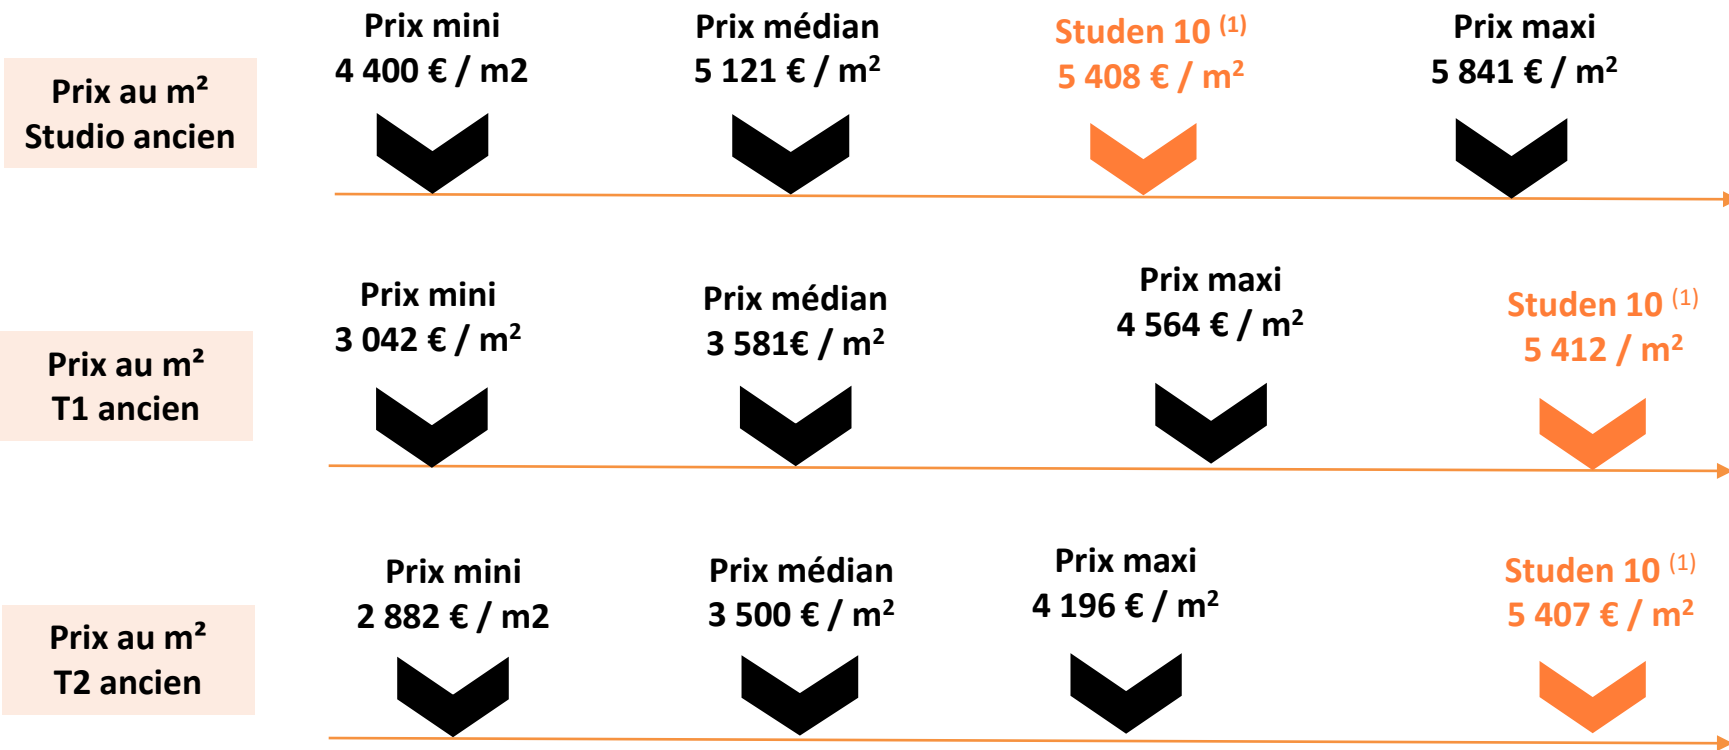 Prix au m²
Studio ancien
Prix mini
4 400 € / m2
Prix médian
5 121 € / m²
Studen 10 ⁽¹⁾
5 408 € / m²
Prix maxi
5 841 € / m²
Prix au m²
T1 ancien
Prix mini
3 042 € / m²
Prix médian
3 581€ / m²
Prix maxi
4 564 € / m²
Studen 10 ⁽¹⁾
5 412 / m²
Prix au m²
T2 ancien
Prix mini
2 882 € / m2
Prix médian
3 500 € / m²
Prix maxi
4 196 € / m²
Studen 10 ⁽¹⁾
5 407 € / m²